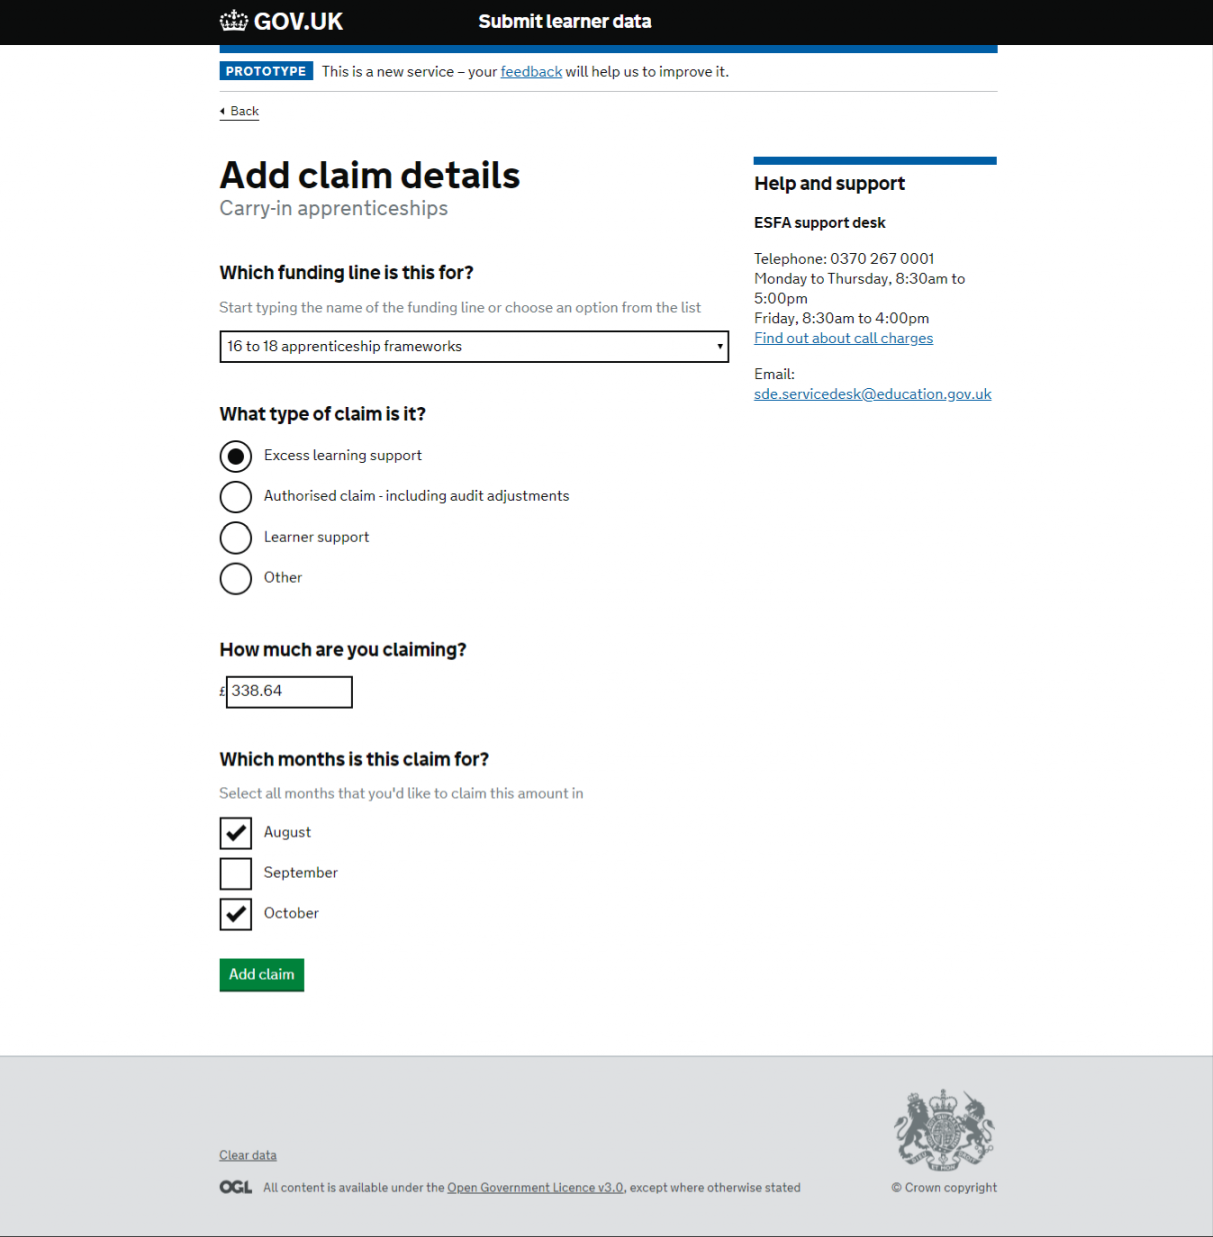 GOV.UK
Submit learner data
PROTOTYPE This is a new service – your feedback will help us to improve it.
Back
Add claim details
Carry-in apprenticeships
Which funding line is this for?
Start typing the name of the funding line or choose an option from the list
16 to 18 apprenticeship frameworks
What type of claim is it?
Excess learning support
Authorised claim - including audit adjustments
Learner support
Other
How much are you claiming?
£ 338.64
Which months is this claim for?
Select all months that you'd like to claim this amount in
August
September
October
Add claim
Help and support
ESFA support desk
Telephone: 0370 267 0001
Monday to Thursday, 8:30am to
5:00pm
Friday, 8:30am to 4:00pm
Find out about call charges
Email:
sde.servicedesk@education.gov.uk
Clear data
OGL All content is available under the Open Government Licence v3.0, except where otherwise stated
© Crown copyright